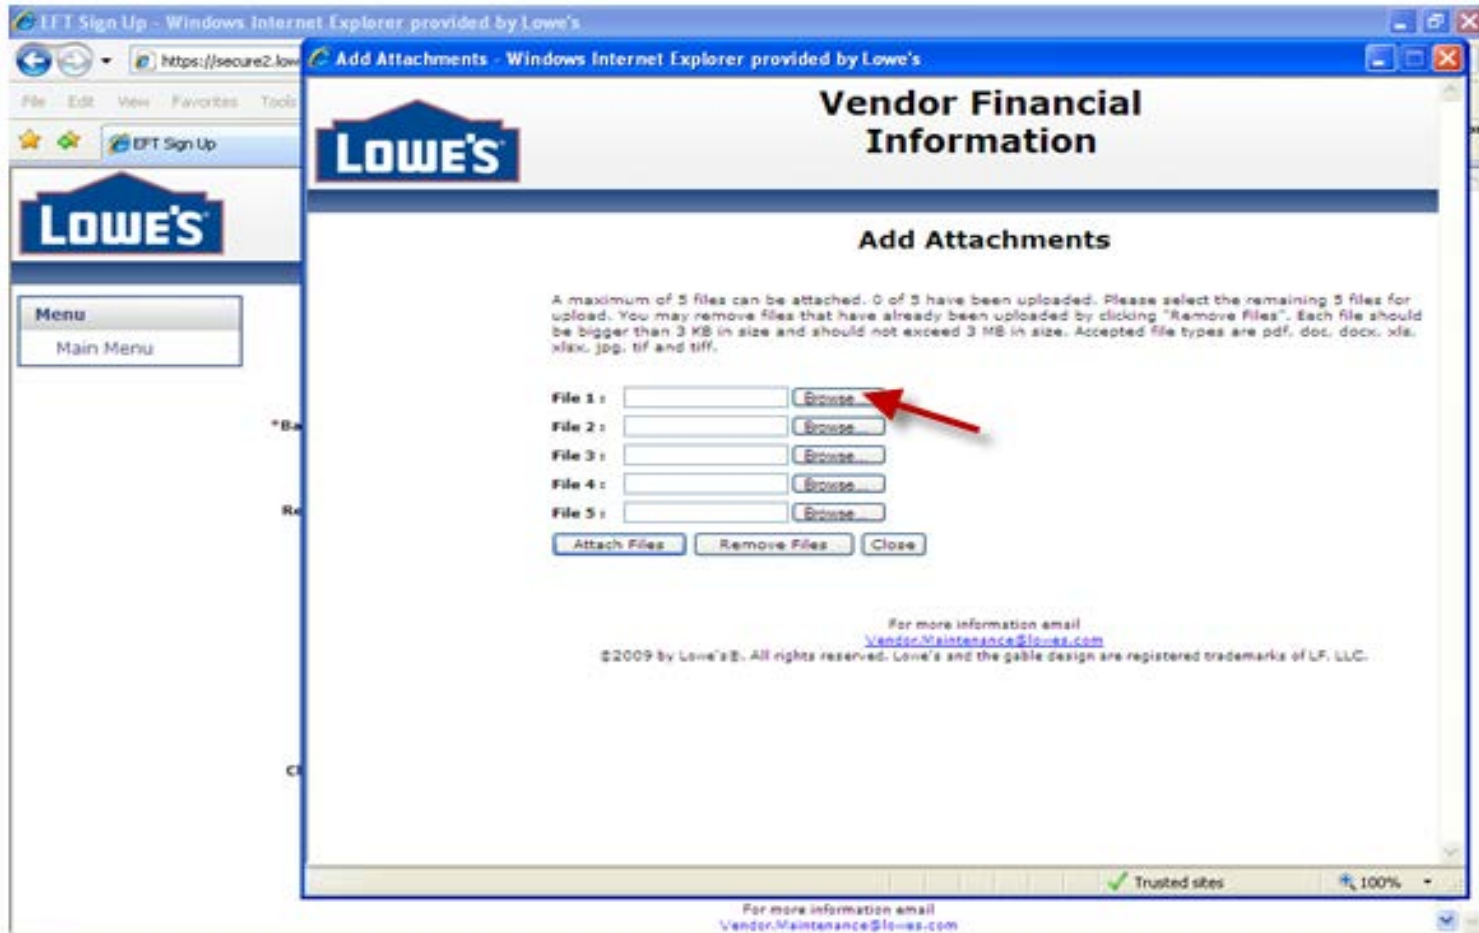 EFT Sign Up - Windows Internet Explorer provided by Lowe's
https://secure2.low
File Edit View Favorites Tools
EFT Sign Up
LOWE'S
Menu
Main Menu
*Ba
Re
Add Attachments - Windows Internet Explorer provided by Lowe's
LOWE'S
Vendor Financial
Information
Add Attachments
A maximum of 5 files can be attached. 0 of 5 have been uploaded. Please select the remaining 5 files for
upload. You may remove files that have already been uploaded by clicking "Remove Files". Each file should
be bigger than 3 KB in size and should not exceed 3 MB in size. Accepted file types are pdf, doc, docx, xls,
xlsx, jpg, tif and tiff.
File 1 : Browse...
File 2 : Browse...
File 3 : Browse...
File 4 : Browse...
File 5 : Browse...
Attach Files Remove Files Close
For more information email
Vendor.Maintenance@lowes.com
©2009 by Lowe's®. All rights reserved. Lowe's and the gable design are registered trademarks of LF, LLC.
Trusted sites 100%
For more information email
Vendor.Maintenance@lowes.com